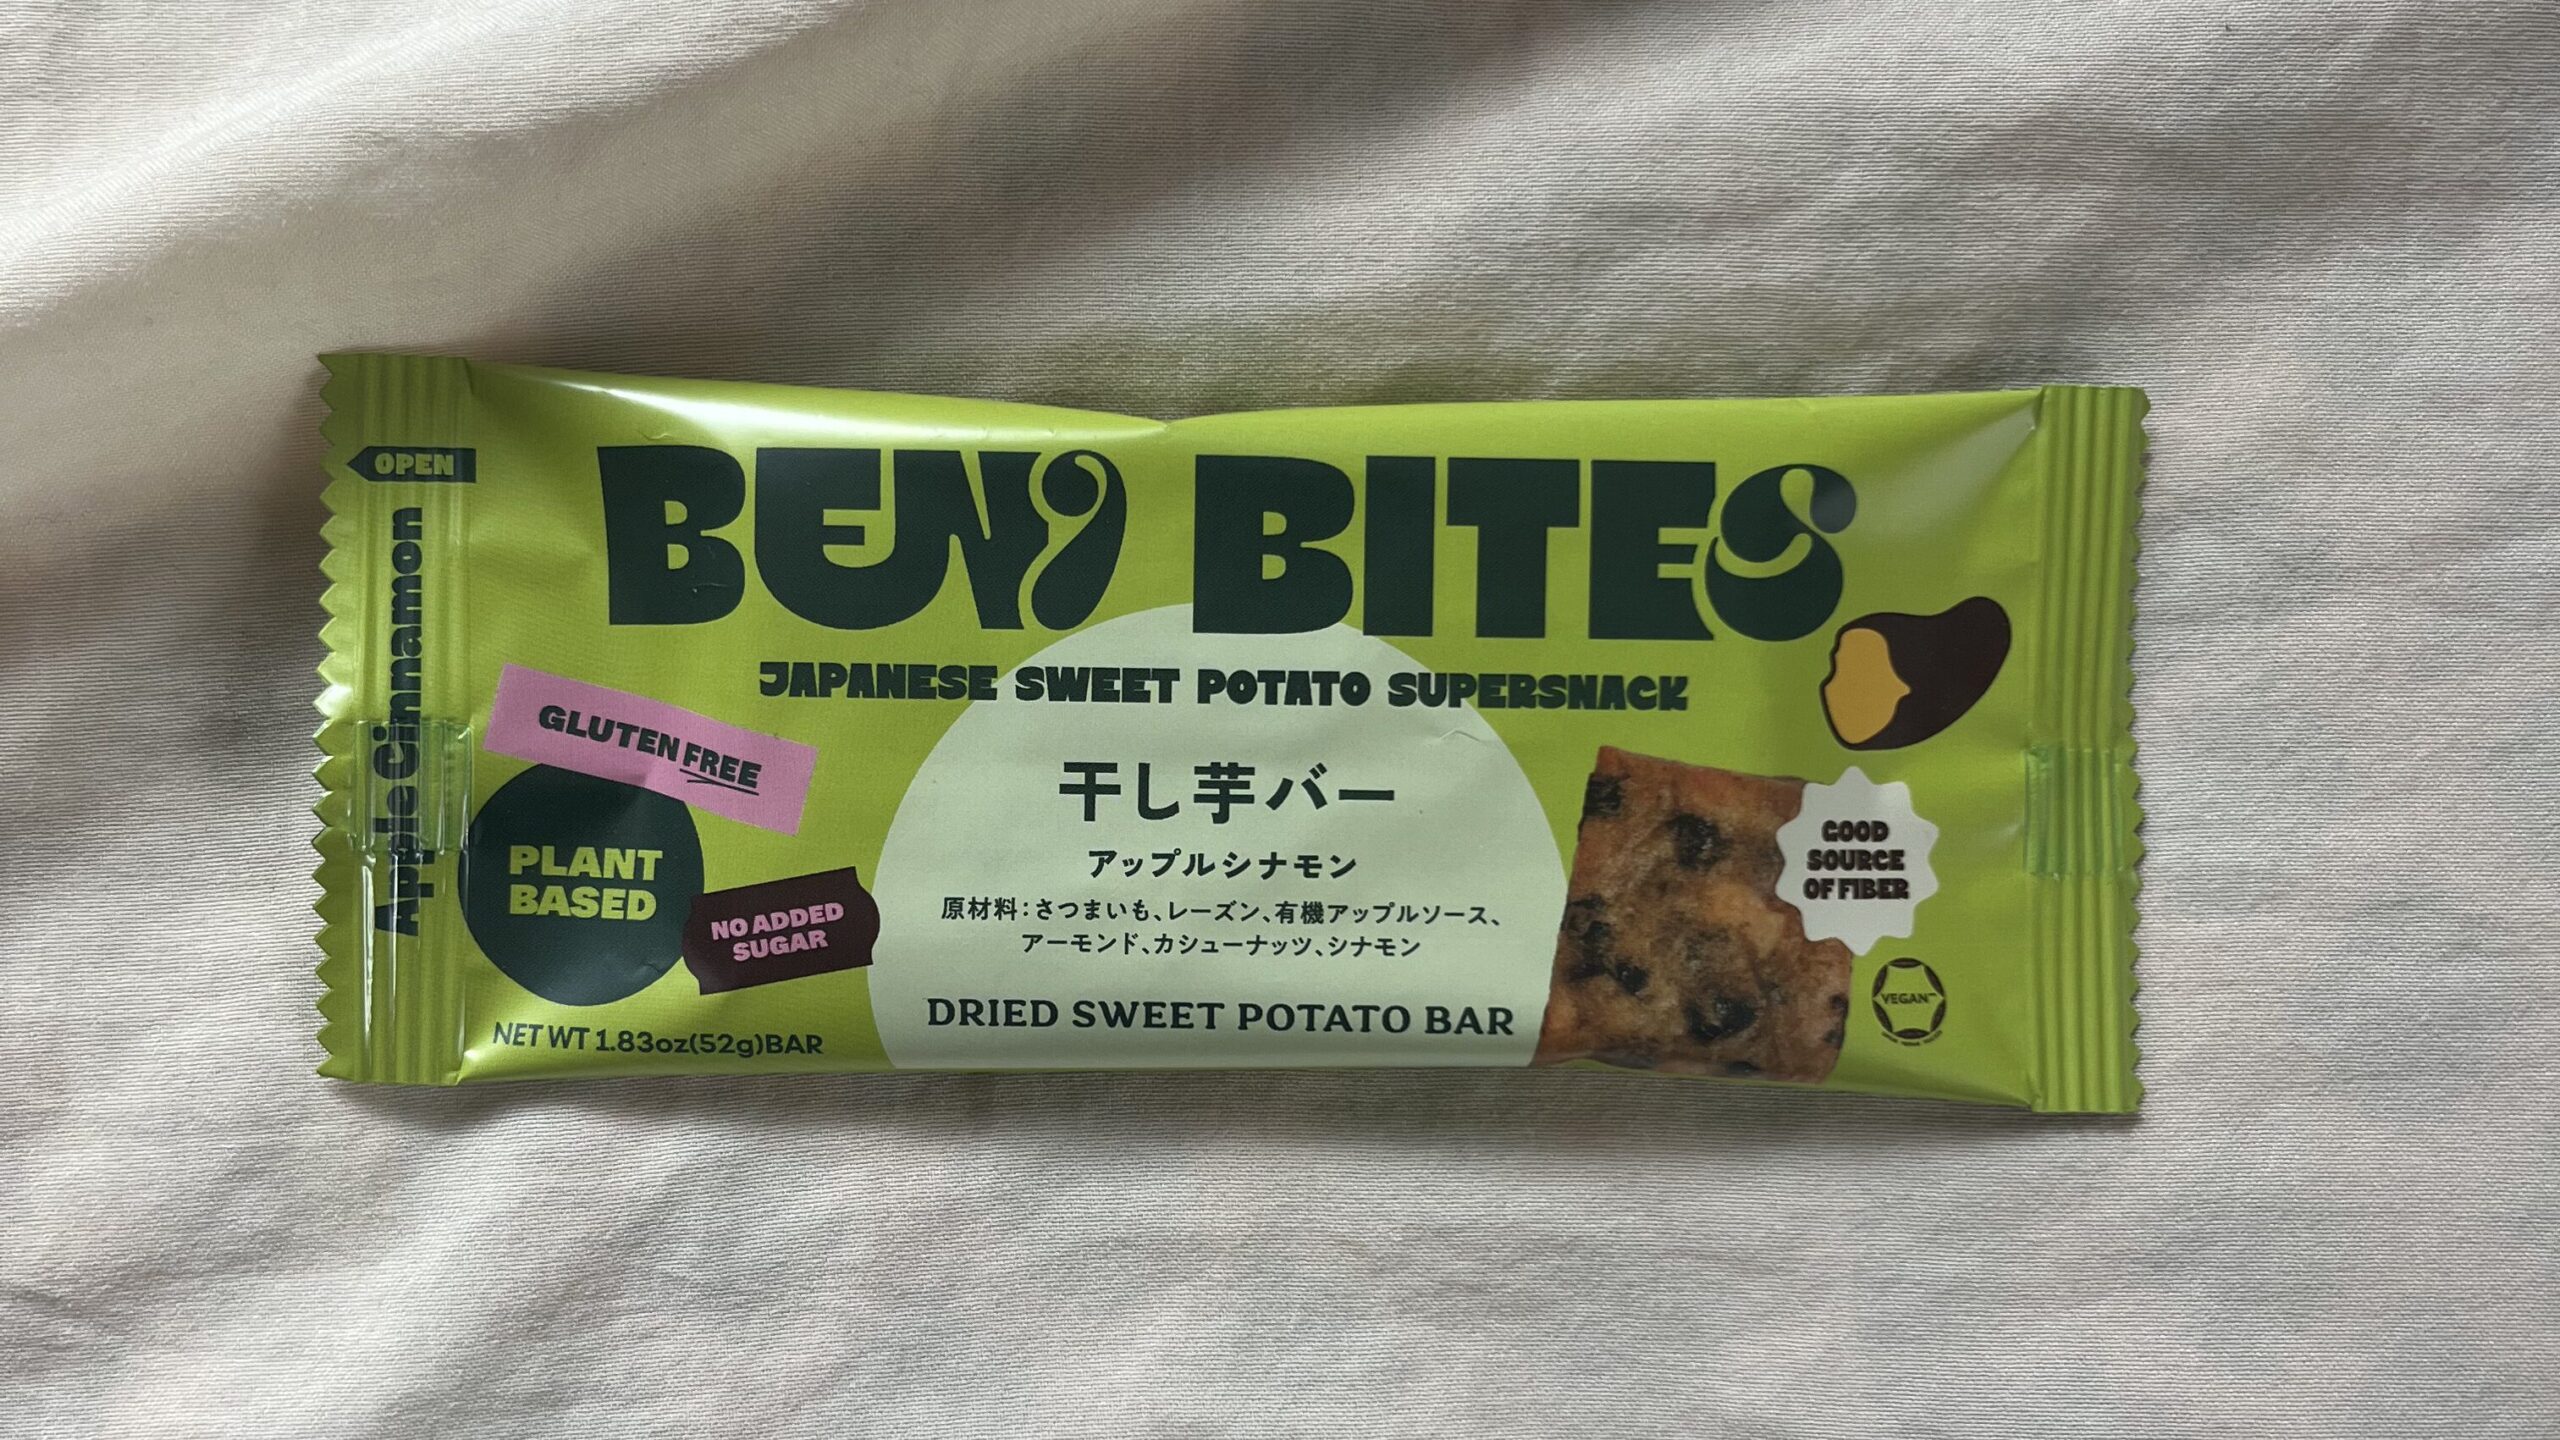 OPEN
Apple Cinnamon
BENI BITES
JAPANESE SWEET POTATO SUPERSNACK
GLUTEN FREE
PLANT
BASED
NO ADDED
SUGAR
NET WT 1.83oz(52g)BAR
干し芋バー
アップルシナモン
原材料：さつまいも、レーズン、有機アップルソース、
アーモンド、カシューナッツ、シナモン
DRIED SWEET POTATO BAR
GOOD
SOURCE
OF FIBER
VEGAN™